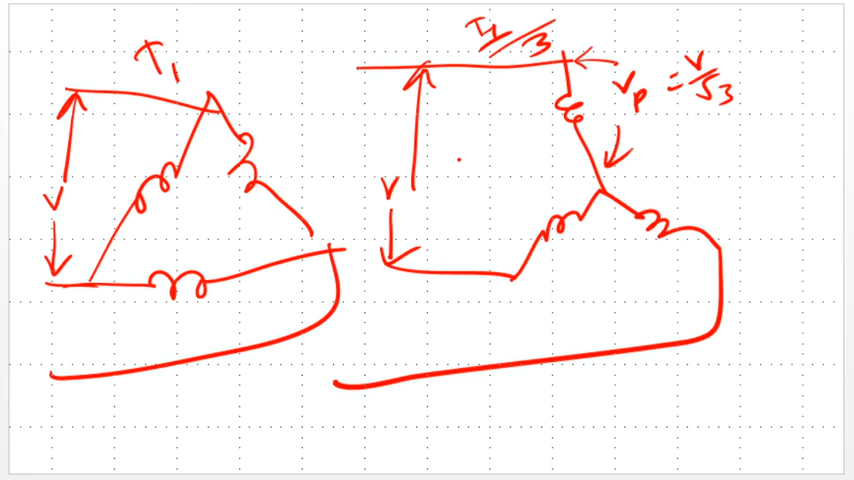 I₁
V
I₁/3
V
Vₚ = V/√3